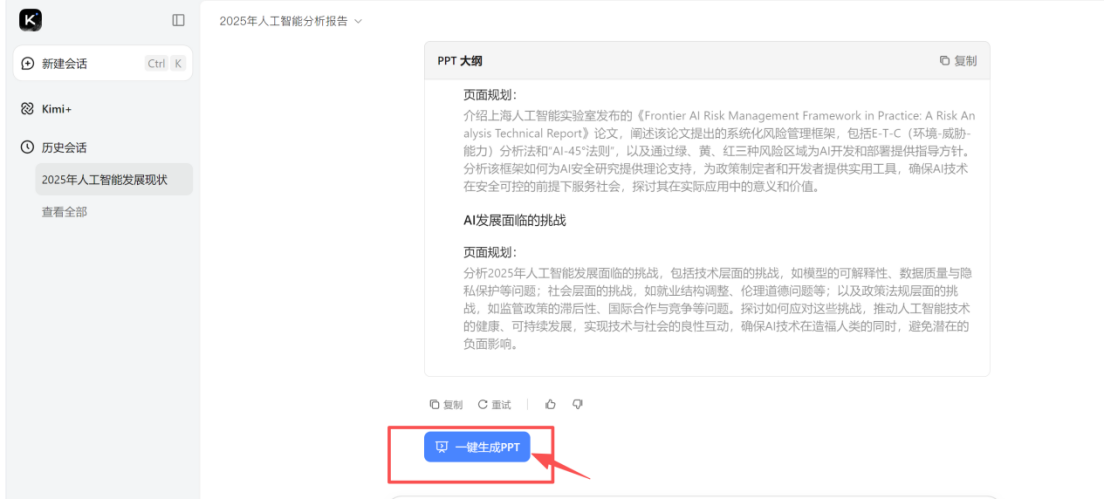 K
2025年人工智能分析报告
新建会话 Ctrl K
Kimi+
历史会话
2025年人工智能发展现状
查看全部
PPT 大纲 复制
页面规划：
介绍上海人工智能实验室发布的《Frontier AI Risk Management Framework in Practice: A Risk An
alysis Technical Report》论文，阐述该论文提出的系统化风险管理框架，包括E-T-C（环境-威胁-
能力）分析法和“AI-45°法则”，以及通过绿、黄、红三种风险区域为AI开发和部署提供指导方针。
分析该框架如何为AI安全研究提供理论支持，为政策制定者和开发者提供实用工具，确保AI技术
在安全可控的前提下服务社会，探讨其在实际应用中的意义和价值。
AI发展面临的挑战
页面规划：
分析2025年人工智能发展面临的挑战，包括技术层面的挑战，如模型的可解释性、数据质量与隐
私保护等问题；社会层面的挑战，如就业结构调整、伦理道德问题等；以及政策法规层面的挑
战，如监管政策的滞后性、国际合作与竞争等问题。探讨如何应对这些挑战，推动人工智能技术
的健康、可持续发展，实现技术与社会的良性互动，确保AI技术在造福人类的同时，避免潜在的
负面影响。
复制 重试
一键生成PPT